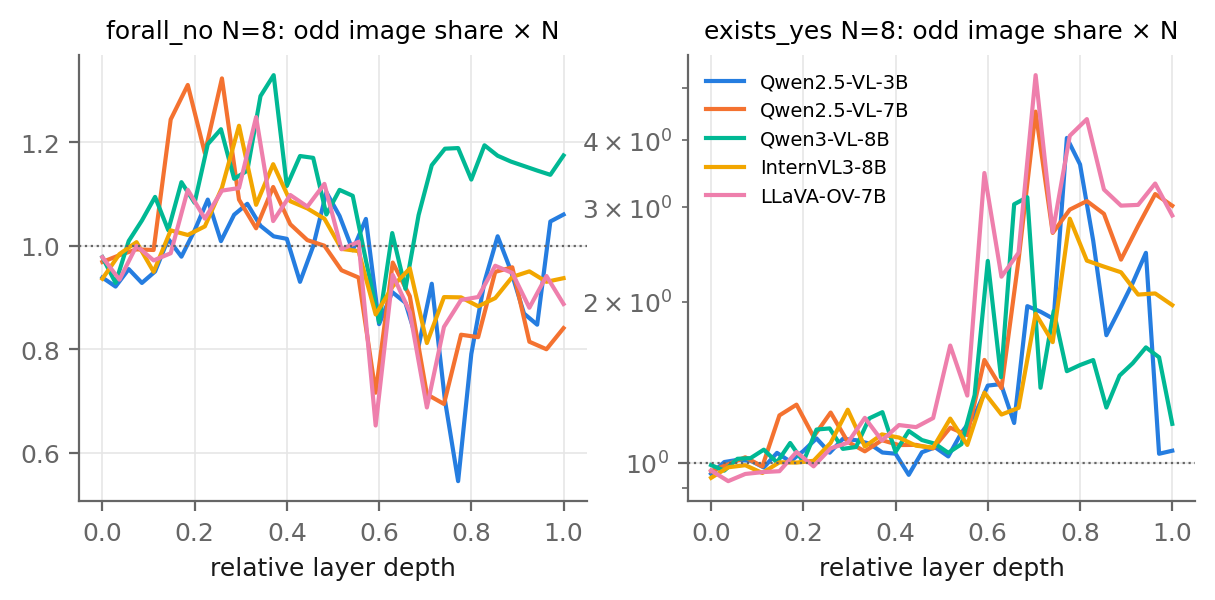 forall_no N=8: odd image share × N
1.2
1.0
0.8
0.6
0.0 0.2 0.4 0.6 0.8 1.0
relative layer depth
exists_yes N=8: odd image share × N
Qwen2.5-VL-3B
Qwen2.5-VL-7B
Qwen3-VL-8B
InternVL3-8B
LLaVA-OV-7B
4 × 10⁰
3 × 10⁰
2 × 10⁰
10⁰
0.0 0.2 0.4 0.6 0.8 1.0
relative layer depth